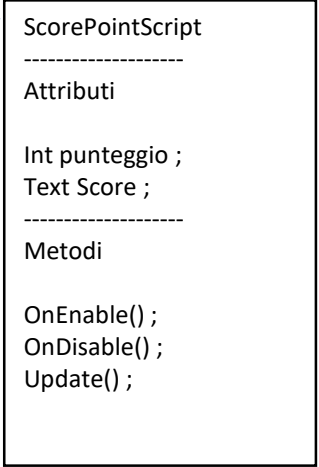 ScorePointScript
--------------------
Attributi
Int punteggio ;
Text Score ;
--------------------
Metodi
OnEnable() ;
OnDisable() ;
Update() ;